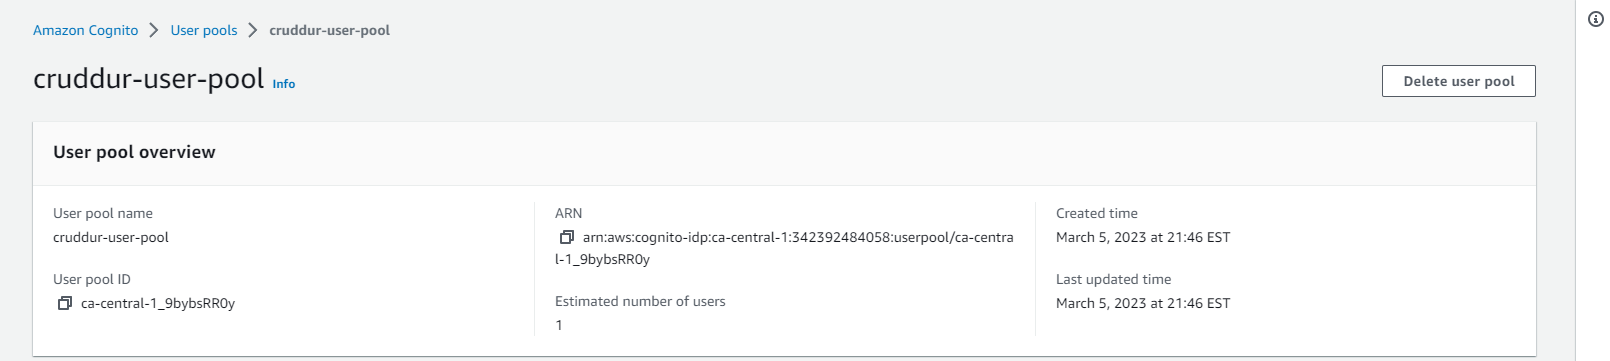 Amazon Cognito > User pools > cruddur-user-pool
cruddur-user-pool Info
Delete user pool
User pool overview
User pool name
cruddur-user-pool
User pool ID
ca-central-1_9bybsRR0y
ARN
arn:aws:cognito-idp:ca-central-1:342392484058:userpool/ca-centra
l-1_9bybsRR0y
Estimated number of users
1
Created time
March 5, 2023 at 21:46 EST
Last updated time
March 5, 2023 at 21:46 EST